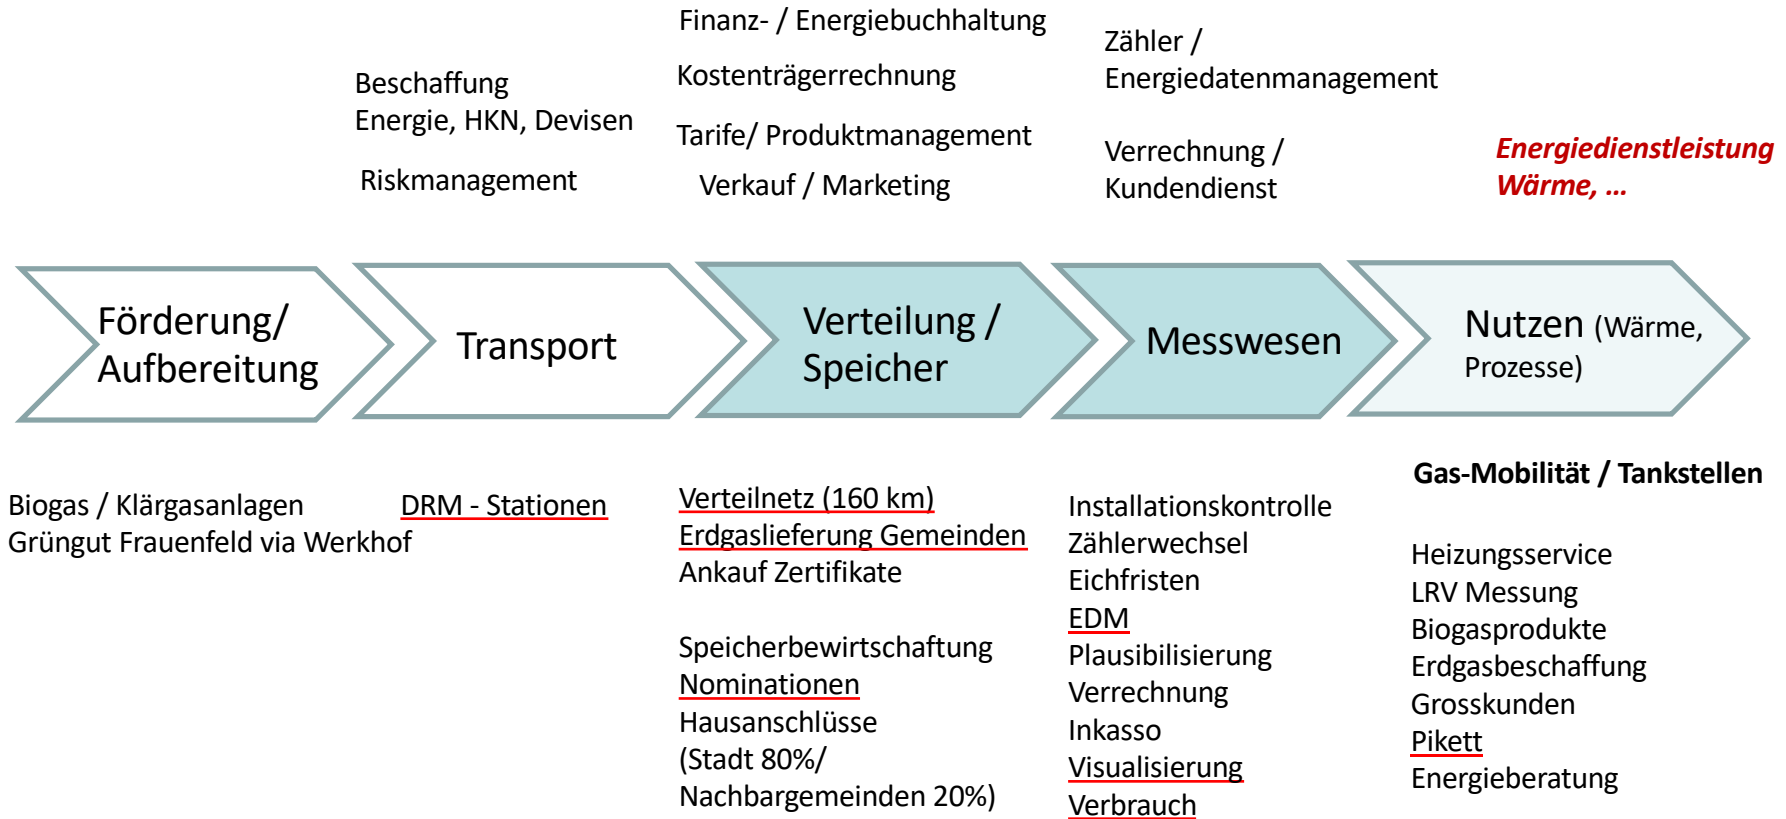 Finanz- / Energiebuchhaltung
Kostenträgerrechnung
Tarife/ Produktmanagement
Verkauf / Marketing
Beschaffung
Energie, HKN, Devisen
Riskmanagement
Zähler /
Energiedatenmanagement
Verrechnung /
Kundendienst
Energiedienstleistung
Wärme, ...
Förderung/
Aufbereitung
Transport
Verteilung /
Speicher
Messwesen
Nutzen (Wärme,
Prozesse)
Biogas / Klärgasanlagen
Grüngut Frauenfeld via Werkhof
DRM - Stationen
Verteilnetz (160 km)
Erdgaslieferung Gemeinden
Ankauf Zertifikate
Speicherbewirtschaftung
Nominationen
Hausanschlüsse
(Stadt 80%/
Nachbargemeinden 20%)
Installationskontrolle
Zählerwechsel
Eichfristen
EDM
Plausibilisierung
Verrechnung
Inkasso
Visualisierung
Verbrauch
Gas-Mobilität / Tankstellen
Heizungsservice
LRV Messung
Biogasprodukte
Erdgasbeschaffung
Grosskunden
Pikett
Energieberatung